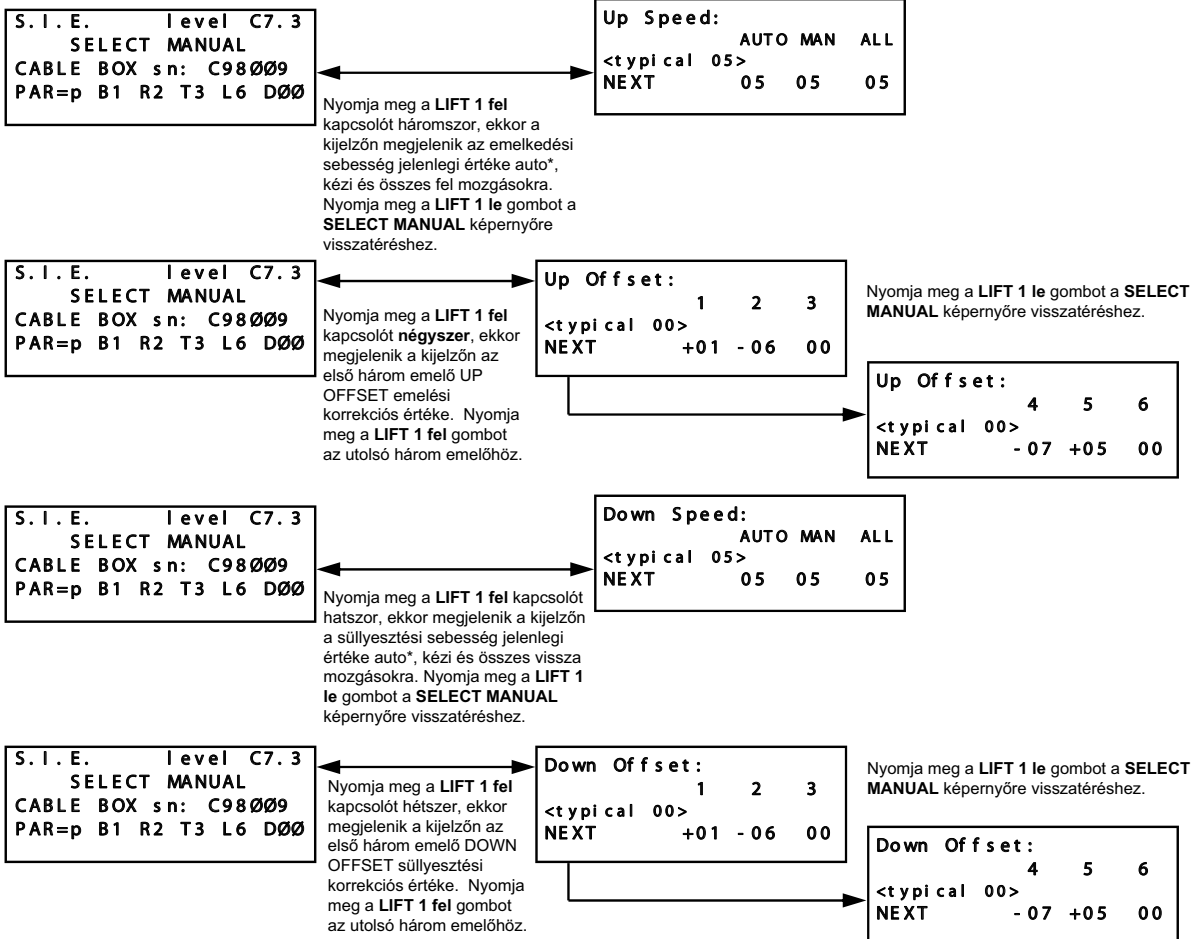 S.I.E. level C7.3
SELECT MANUAL
CABLE BOX sn: C98ØØ9
PAR=p B1 R2 T3 L6 DØØ
Nyomja meg a LIFT 1 fel
kapcsolót háromszor, ekkor a
kijelzőn megjelenik az emelkedési
sebesség jelenlegi értéke auto*,
kézi és összes fel mozgásokra.
Nyomja meg a LIFT 1 le gombot a
SELECT MANUAL képernyőre
visszatéréshez.
Up Speed:
AUTO MAN ALL
<typical 05>
NEXT 05 05 05
S.I.E. level C7.3
SELECT MANUAL
CABLE BOX sn: C98ØØ9
PAR=p B1 R2 T3 L6 DØØ
Nyomja meg a LIFT 1 fel
kapcsolót négyszer, ekkor
megjelenik a kijelzőn az
első három emelő UP
OFFSET emelési
korrekciós értéke. Nyomja
meg a LIFT 1 fel gombot
az utolsó három emelőhöz.
Up Offset:
1 2 3
<typical 00>
NEXT +01 -06 00
Nyomja meg a LIFT 1 le gombot a SELECT
MANUAL képernyőre visszatéréshez.
Up Offset:
4 5 6
<typical 00>
NEXT -07 +05 00
S.I.E. level C7.3
SELECT MANUAL
CABLE BOX sn: C98ØØ9
PAR=p B1 R2 T3 L6 DØØ
Nyomja meg a LIFT 1 fel kapcsolót
hatszor, ekkor megjelenik a kijelzőn
a süllyesztési sebesség jelenlegi
értéke auto*, kézi és összes vissza
mozgásokra. Nyomja meg a LIFT 1
le gombot a SELECT MANUAL
képernyőre visszatéréshez.
Down Speed:
AUTO MAN ALL
<typical 05>
NEXT 05 05 05
S.I.E. level C7.3
SELECT MANUAL
CABLE BOX sn: C98ØØ9
PAR=p B1 R2 T3 L6 DØØ
Nyomja meg a LIFT 1 fel
kapcsolót hétszer, ekkor
megjelenik a kijelzőn az
első három emelő DOWN
OFFSET süllyesztési
korrekciós értéke. Nyomja
meg a LIFT 1 fel gombot
az utolsó három emelőhöz.
Down Offset:
1 2 3
<typical 00>
NEXT +01 -06 00
Nyomja meg a LIFT 1 le gombot a SELECT
MANUAL képernyőre visszatéréshez.
Down Offset:
4 5 6
<typical 00>
NEXT -07 +05 00